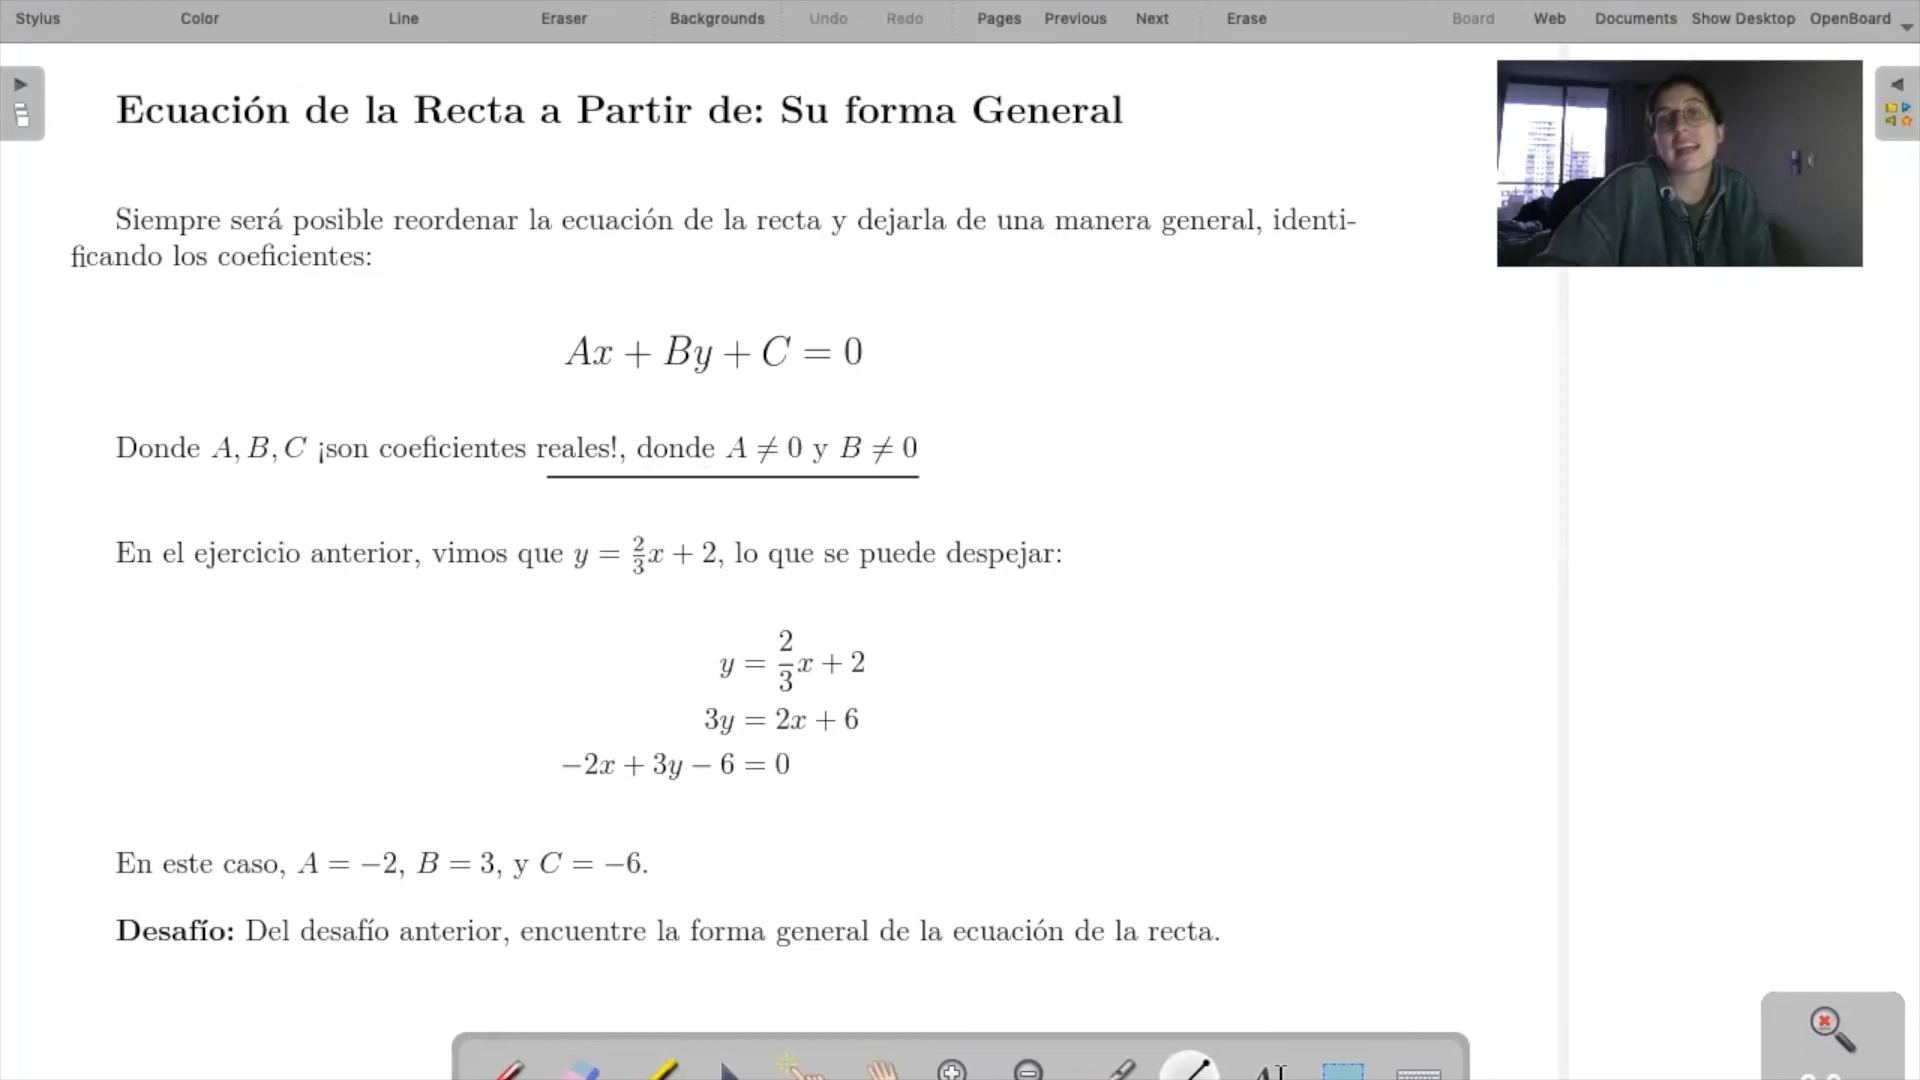 Stylus Color Line Eraser Backgrounds Undo Redo Pages Previous Next Erase Board Web Documents Show Desktop OpenBoard
Ecuación de la Recta a Partir de: Su forma General
Siempre será posible reordenar la ecuación de la recta y dejarla de una manera general, identi-
ficando los coeficientes:
Ax + By + C = 0
Donde A, B, C ¡son coeficientes reales!, donde A ≠ 0 y B ≠ 0
En el ejercicio anterior, vimos que y = 2/3x + 2, lo que se puede despejar:
y = 2/3x + 2
3y = 2x + 6
−2x + 3y − 6 = 0
En este caso, A = −2, B = 3, y C = −6.
Desafío: Del desafío anterior, encuentre la forma general de la ecuación de la recta.